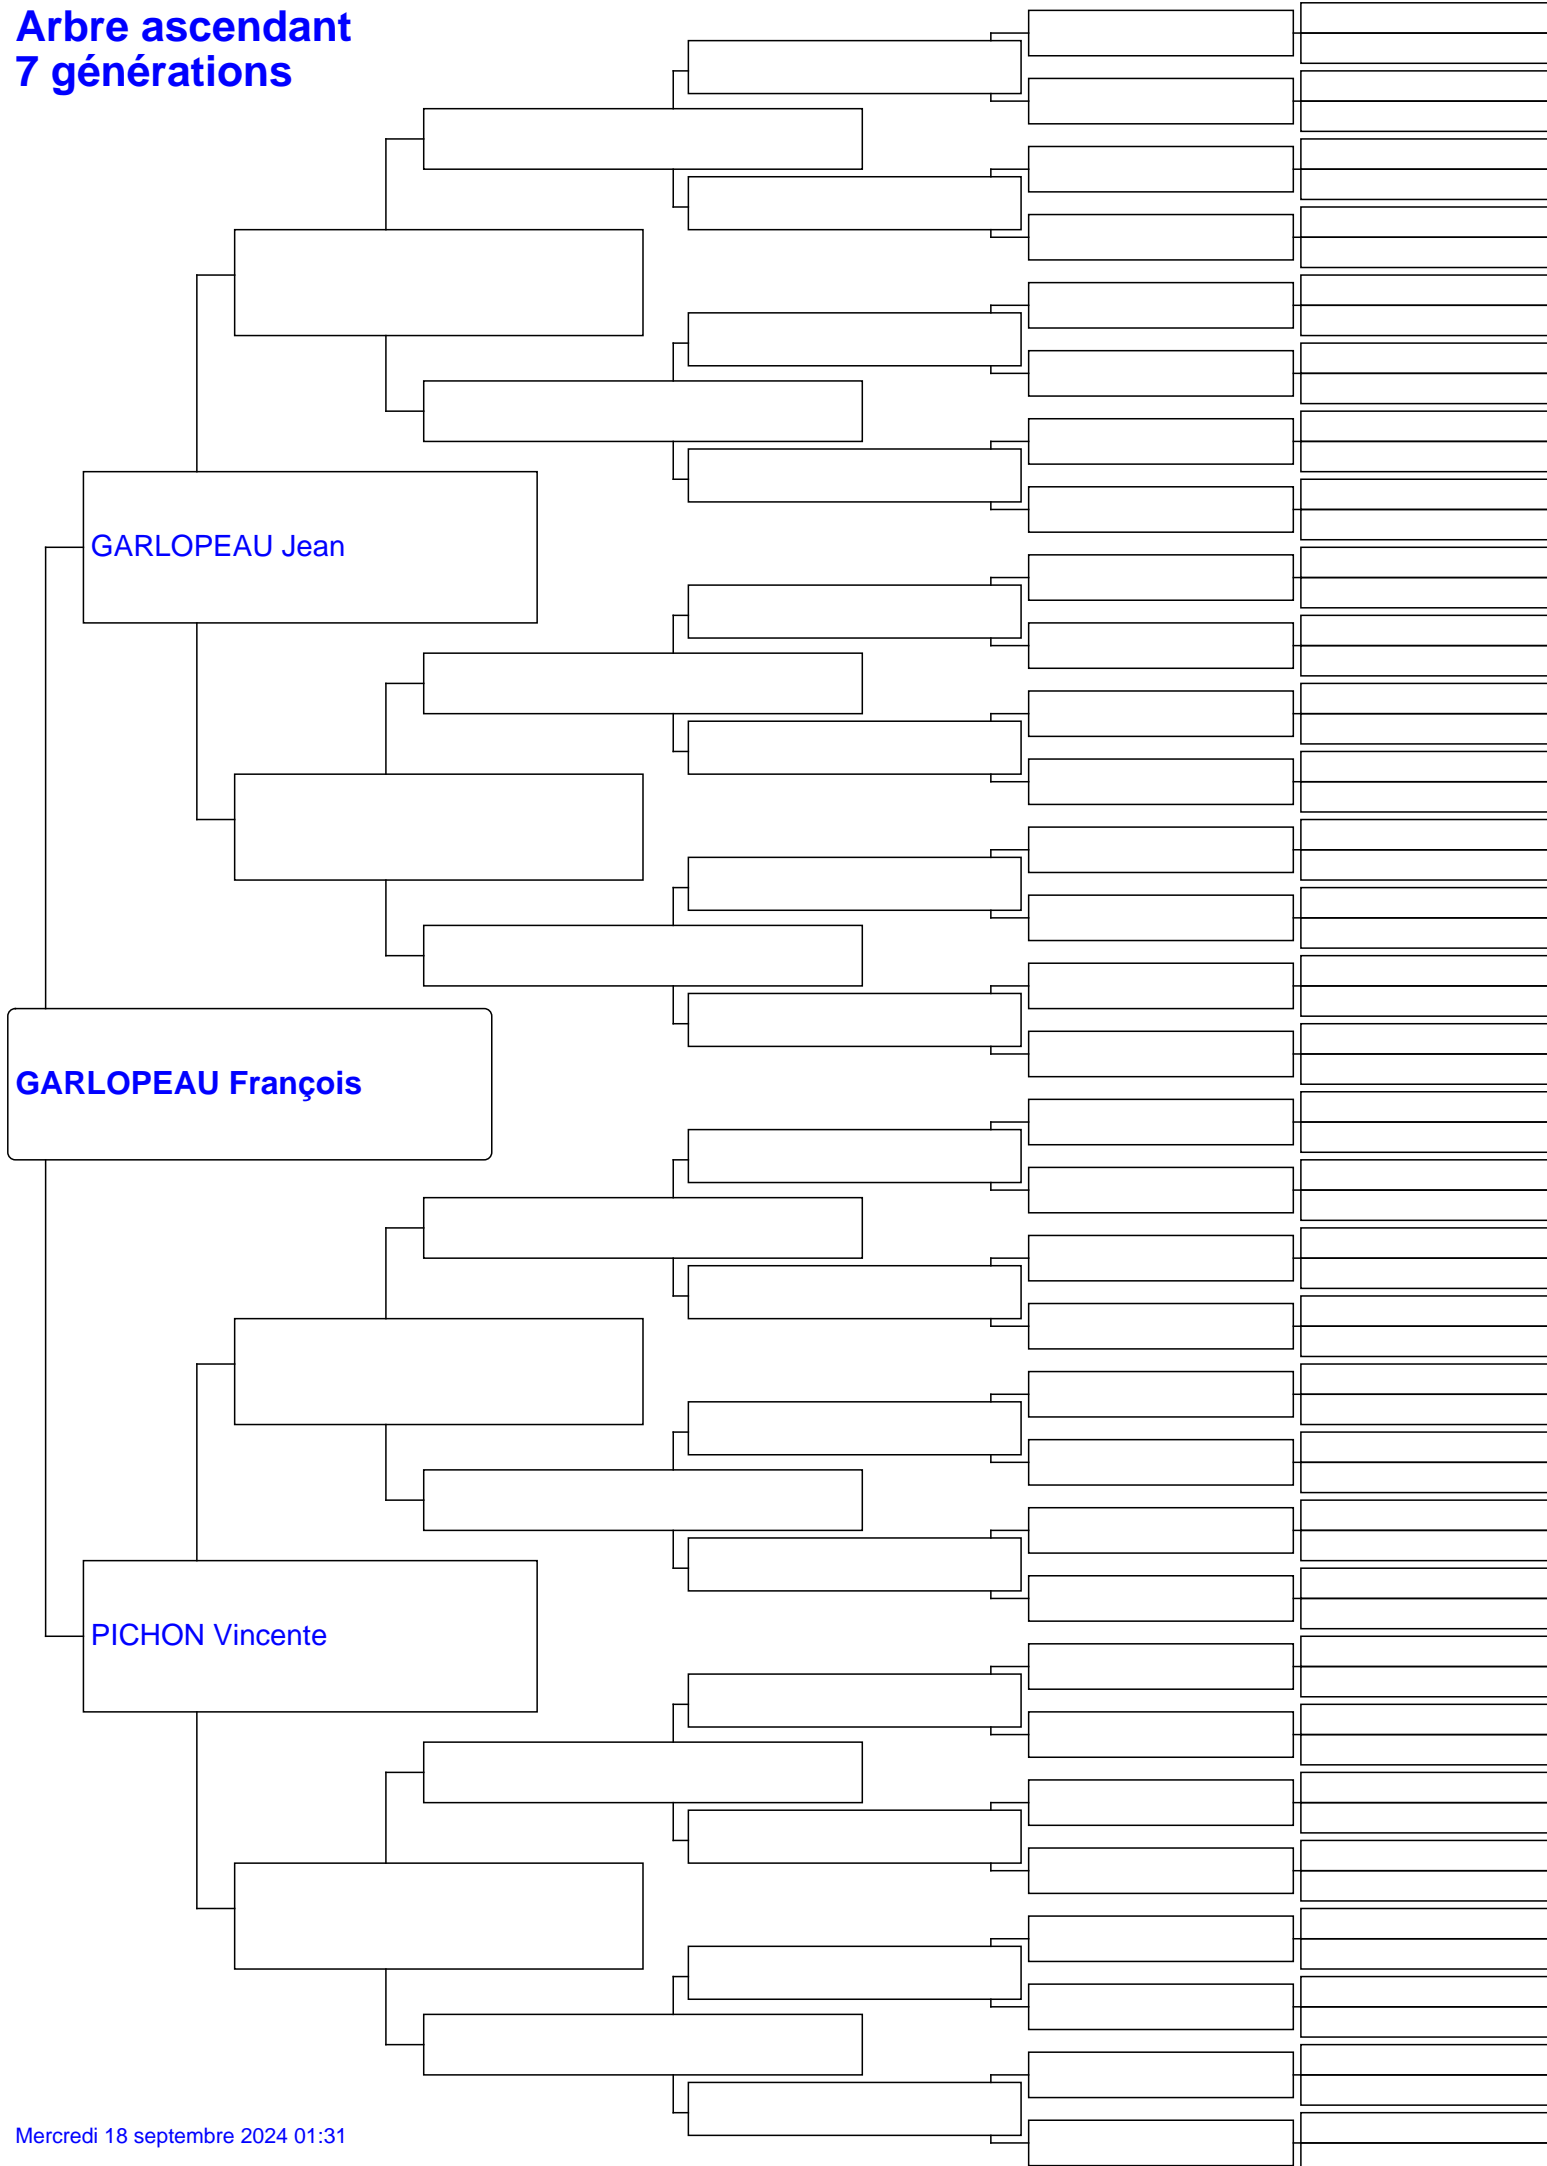 Arbre ascendant
7 générations
GARLOPEAU Jean
GARLOPEAU François
PICHON Vincente
Mercredi 18 septembre 2024 01:31